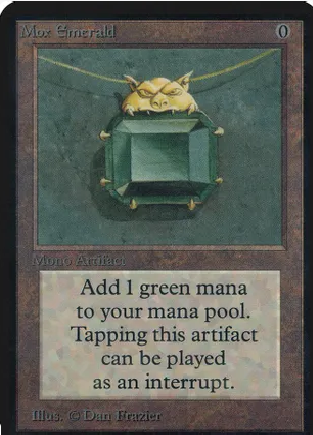 Mox Emerald 0
Mono Artifact
Add 1 green mana
to your mana pool.
Tapping this artifact
can be played
as an interrupt.
Illus. © Dan Frazier